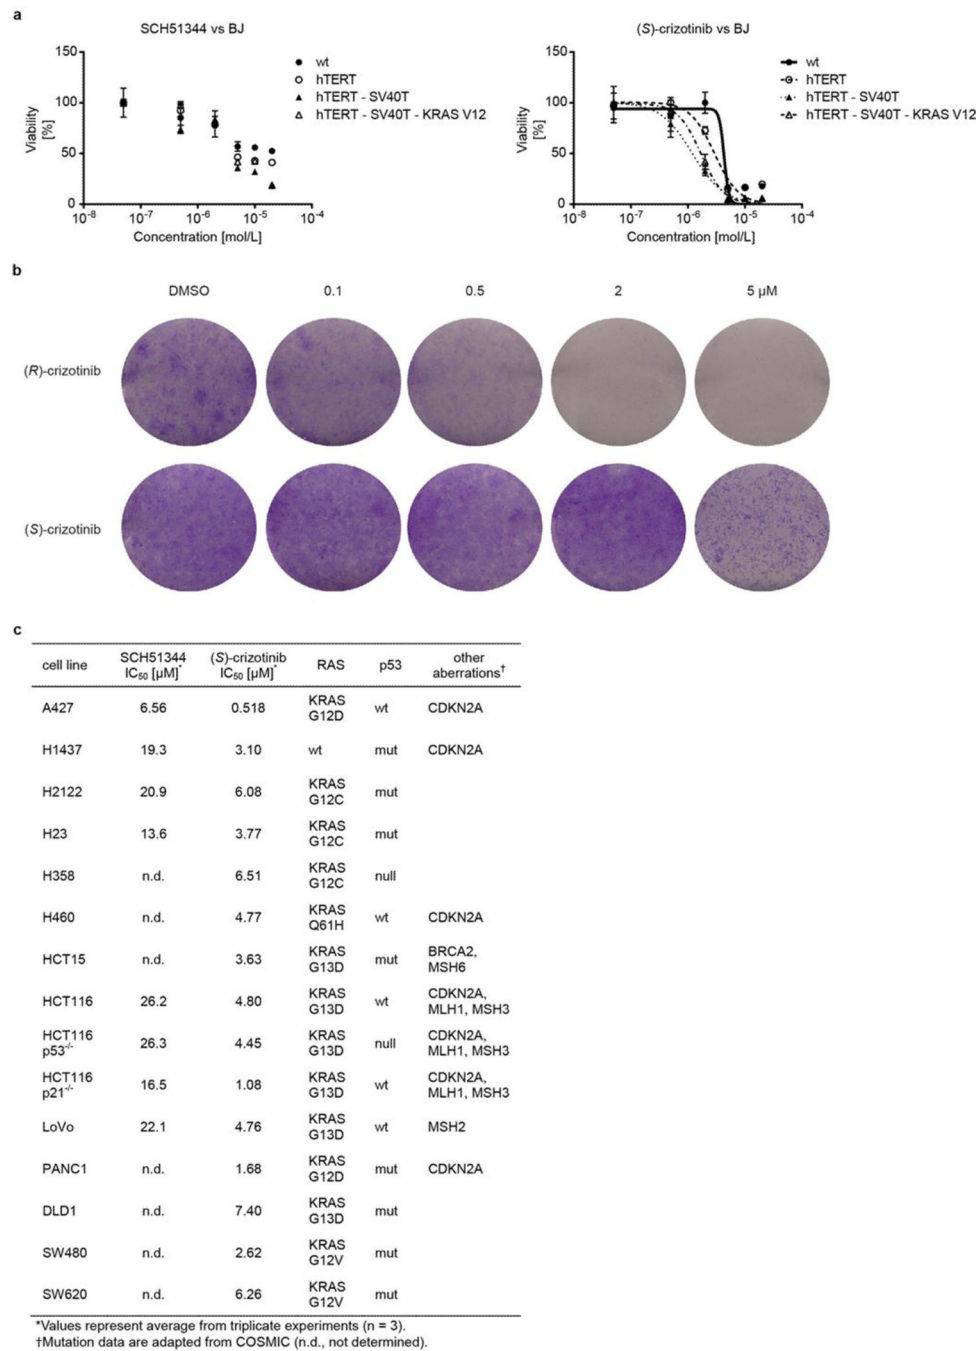 a
SCH51344 vs BJ
(S)-crizotinib vs BJ
150
100
50
0
Viability
[%]
10-8
10-7
10-6
10-5
10-4
Concentration [mol/L]
wt
hTERT
hTERT - SV40T
hTERT - SV40T - KRAS V12
150
100
50
0
Viability
[%]
10-8
10-7
10-6
10-5
10-4
Concentration [mol/L]
wt
hTERT
hTERT - SV40T
hTERT - SV40T - KRAS V12
b
DMSO 0.1 0.5 2 5 µM
(R)-crizotinib
(S)-crizotinib
c
cell line SCH51344 IC50 [µM]* (S)-crizotinib IC50 [µM]* RAS p53 other aberrations†
A427 6.56 0.518 KRAS G12D wt CDKN2A
H1437 19.3 3.10 wt mut CDKN2A
H2122 20.9 6.08 KRAS G12C mut
H23 13.6 3.77 KRAS G12C mut
H358 n.d. 6.51 KRAS G12C null
H460 n.d. 4.77 KRAS Q61H wt CDKN2A
HCT15 n.d. 3.63 KRAS G13D mut BRCA2, MSH6
HCT116 26.2 4.80 KRAS G13D wt CDKN2A, MLH1, MSH3
HCT116 p53-/- 26.3 4.45 KRAS G13D null CDKN2A, MLH1, MSH3
HCT116 p21-/- 16.5 1.08 KRAS G13D wt CDKN2A, MLH1, MSH3
LoVo 22.1 4.76 KRAS G13D wt MSH2
PANC1 n.d. 1.68 KRAS G12D mut CDKN2A
DLD1 n.d. 7.40 KRAS G13D mut
SW480 n.d. 2.62 KRAS G12V mut
SW620 n.d. 6.26 KRAS G12V mut
*Values represent average from triplicate experiments (n = 3).
†Mutation data are adapted from COSMIC (n.d., not determined).